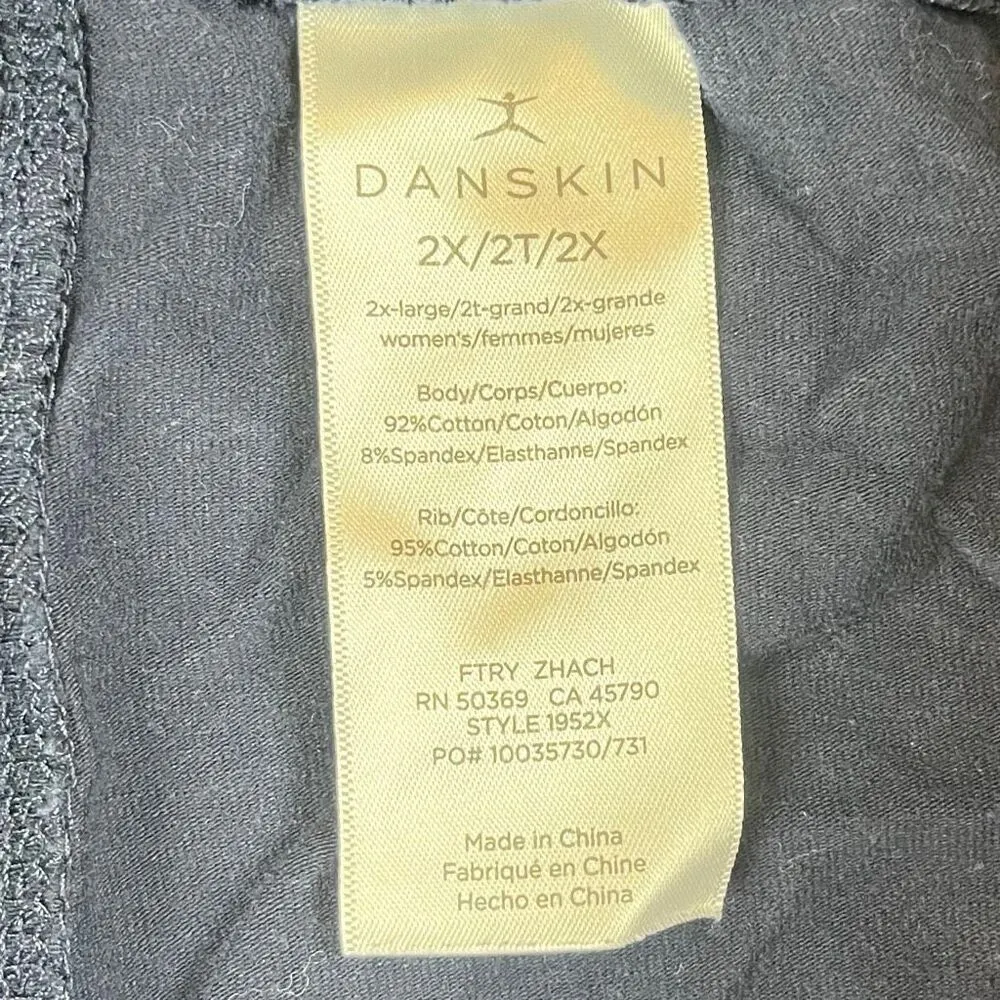 DANSKIN
2X/2T/2X
2x-large/2t-grand/2x-grande
women's/femmes/mujeres
Body/Corps/Cuerpo:
92%Cotton/Coton/Algodón
8%Spandex/Elasthanne/Spandex
Rib/Côte/Cordoncillo:
95%Cotton/Coton/Algodón
5%Spandex/Elasthanne/Spandex
FTRY ZHACH
RN 50369 CA 45790
STYLE 1952X
PO# 10035730/731
Made in China
Fabriqué en Chine
Hecho en China